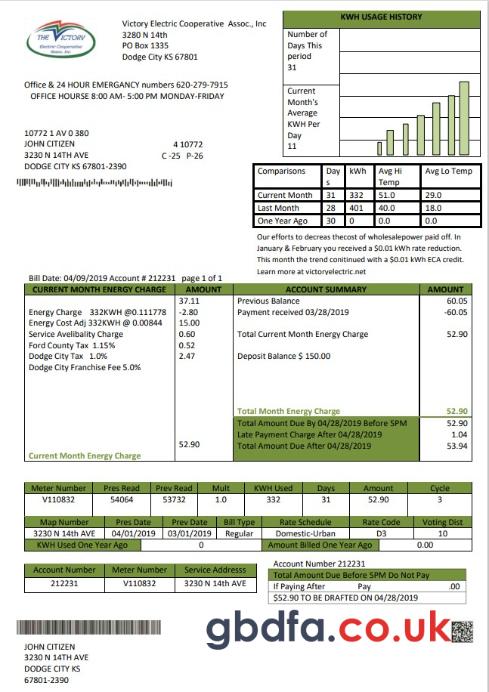 THE VICTORY
Electric Cooperative
Assoc. Inc
Victory Electric Cooperative Assoc., Inc
3280 N 14th
PO Box 1335
Dodge City KS 67801
Office & 24 HOUR EMERGANCY numbers 620-279-7915
OFFICE HOURSE 8:00 AM- 5:00 PM MONDAY-FRIDAY
10772 1 AV 0 380
JOHN CITIZEN 4 10772
3230 N 14TH AVE C -25 P-26
DODGE CITY KS 67801-2390
KWH USAGE HISTORY
Number of
Days This
period
31
Current
Month's
Average
KWH Per
Day
11
Comparisons Day s kWh Avg Hi Temp Avg Lo Temp
Current Month 31 332 51.0 29.0
Last Month 28 401 40.0 18.0
One Year Ago 30 0 0.0 0.0
Our efforts to decreas thecost of wholesalepower paid off. In
January & February you received a $0.01 kWh rate reduction.
This month the trend conitinued with a $0.01 kWh ECA credit.
Learn more at victoryelectric.net
Bill Date: 04/09/2019 Account # 212231 page 1 of 1
CURRENT MONTH ENERGY CHARGE AMOUNT
37.11
Energy Charge 332KWH @0.111778 -2.80
Energy Cost Adj 332KWH @ 0.00844 15.00
Service Avelibality Charge 0.60
Ford County Tax 1.15% 0.52
Dodge City Tax 1.0% 2.47
Dodge City Franchise Fee 5.0%
52.90
Current Month Energy Charge
ACCOUNT SUMMARY AMOUNT
Previous Balance 60.05
Payment received 03/28/2019 -60.05
Total Current Month Energy Charge 52.90
Deposit Balance $ 150.00
Total Month Energy Charge 52.90
Total Amount Due By 04/28/2019 Before 5PM 52.90
Late Payment Charge After 04/28/2019 1.04
Total Amount Due After 04/28/2019 53.94
Meter Number Pres Read Prev Read Mult KWH Used Days Amount Cycle
V110832 54064 53732 1.0 332 31 52.90 3
Map Number Pres Date Prev Date Bill Type Rate Schedule Rate Code Voting Dist
3230 N 14th AVE 04/01/2019 03/01/2019 Regular Domestic-Urban D3 10
KWH Used One Year Ago 0 Amount Billed One Year Ago 0.00
Account Number Meter Number Service Addresss
212231 V110832 3230 N 14th AVE
Account Number 212231
Total Amount Due Before 5PM Do Not Pay
If Paying After Pay .00
$52.90 TO BE DRAFTED ON 04/28/2019
gbdfa.co.uk
JOHN CITIZEN
3230 N 14TH AVE
DODGE CITY KS
67801-2390